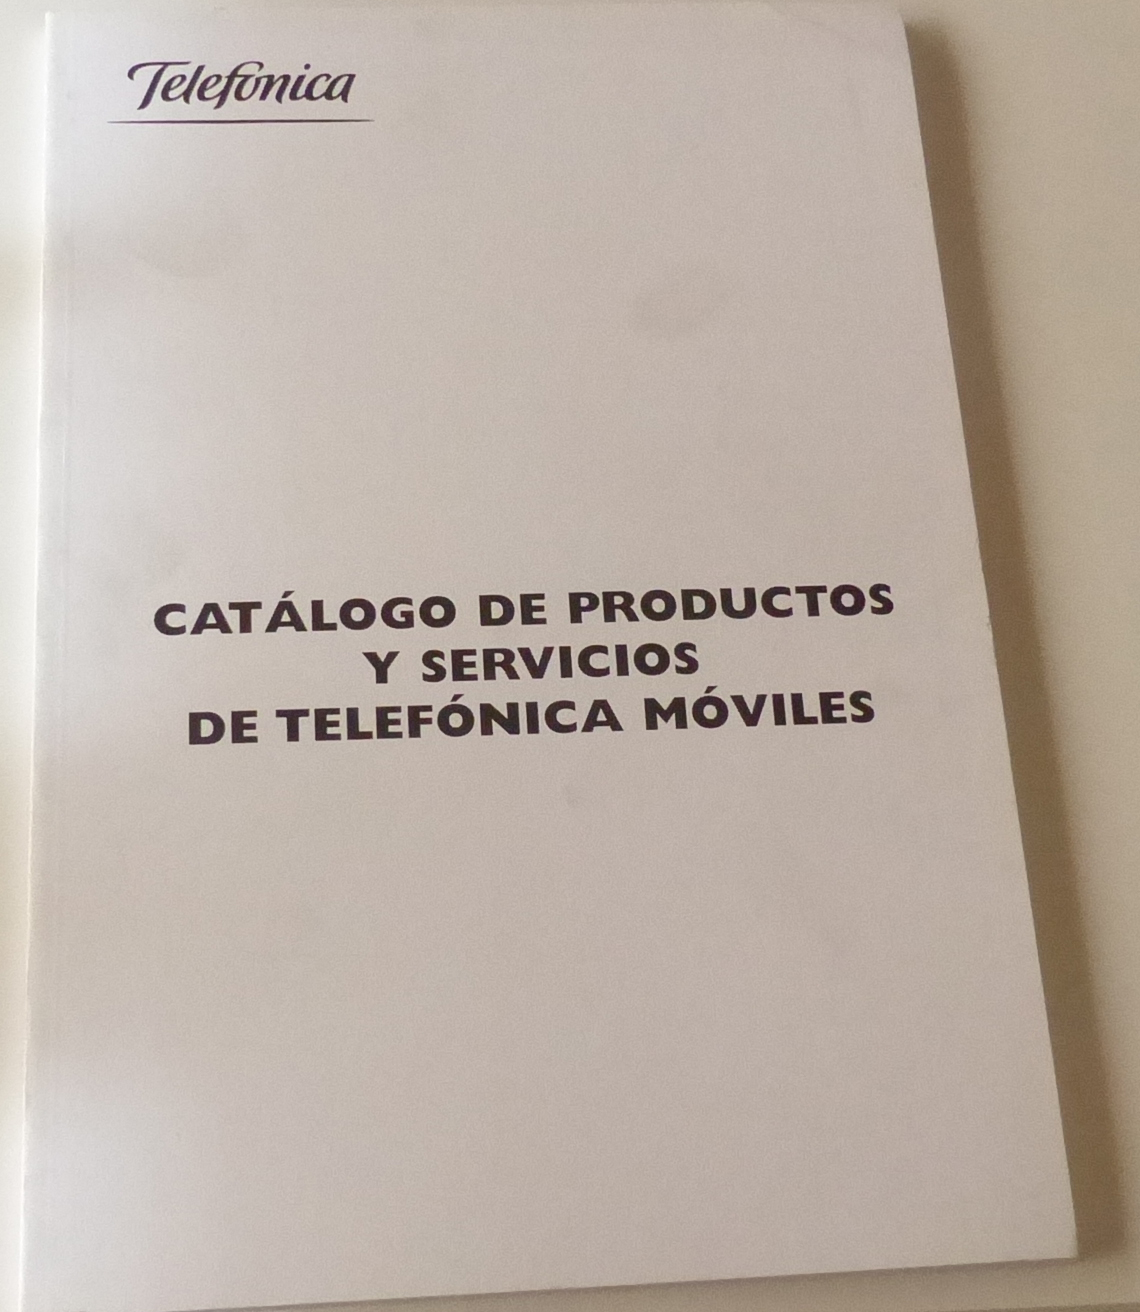 Telefónica
CATÁLOGO DE PRODUCTOS
Y SERVICIOS
DE TELEFÓNICA MÓVILES